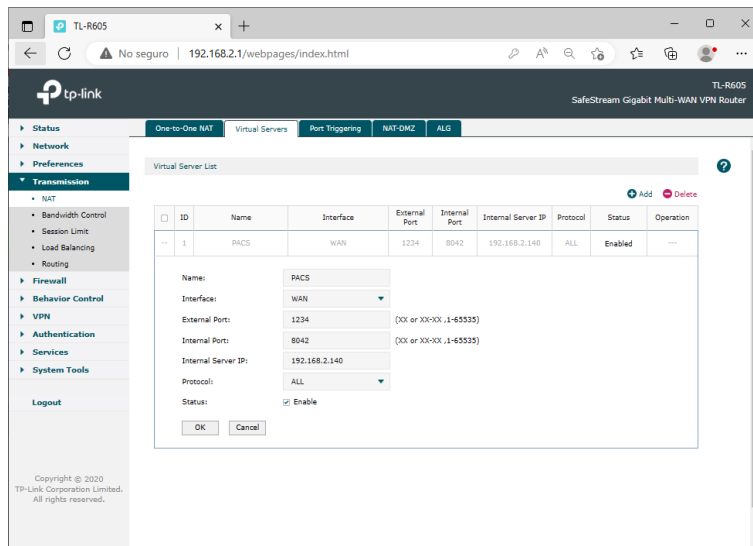 TL-R605
No seguro
192.168.2.1/webpages/index.html
tp-link
TL-R605
SafeStream Gigabit Multi-WAN VPN Router
Status
Network
Preferences
Transmission
NAT
Bandwidth Control
Session Limit
Load Balancing
Routing
Firewall
Behavior Control
VPN
Authentication
Services
System Tools
Logout
Copyright © 2020
TP-Link Corporation Limited.
All rights reserved.
One-to-One NAT Virtual Servers Port Triggering NAT-DMZ ALG
Virtual Server List
Add Delete
ID Name Interface External Port Internal Port Internal Server IP Protocol Status Operation
-- 1 PACS WAN 1234 8042 192.168.2.140 ALL Enabled ---
Name: PACS
Interface: WAN
External Port: 1234 (XX or XX-XX ,1-65535)
Internal Port: 8042 (XX or XX-XX ,1-65535)
Internal Server IP: 192.168.2.140
Protocol: ALL
Status: Enable
OK Cancel